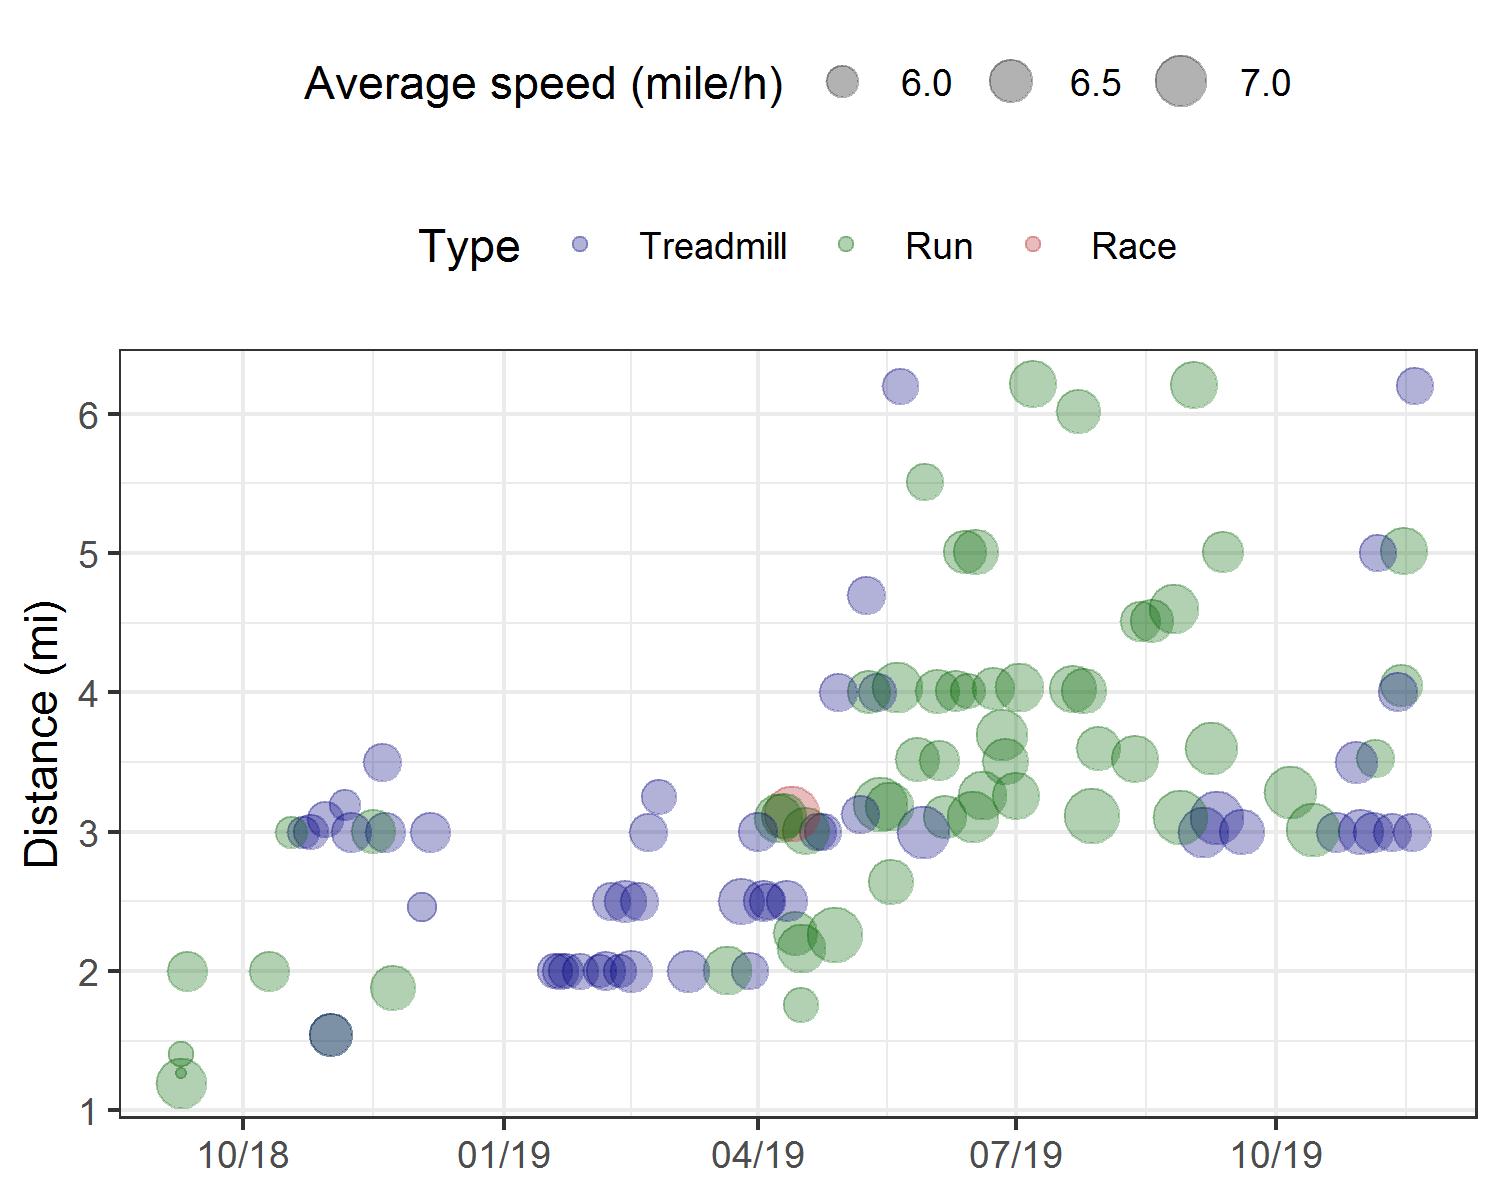 Average speed (mile/h) 6.0 6.5 7.0
Type Treadmill Run Race
Distance (mi)
6
5
4
3
2
1
10/18 01/19 04/19 07/19 10/19